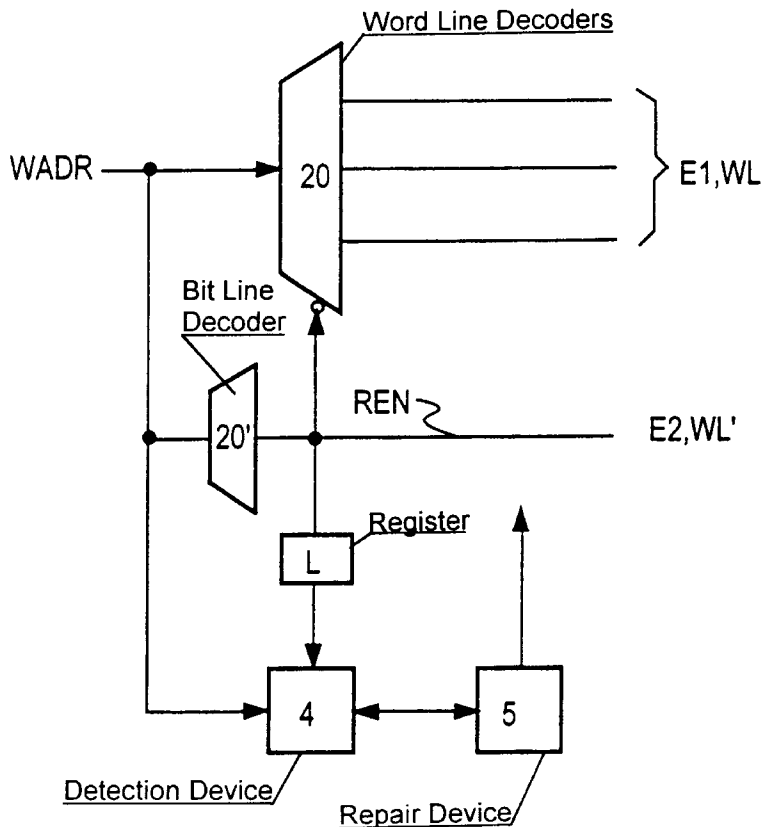 Word Line Decoders
WADR
20
E1,WL
Bit Line
Decoder
REN
20'
E2,WL'
Register
L
4
5
Detection Device
Repair Device